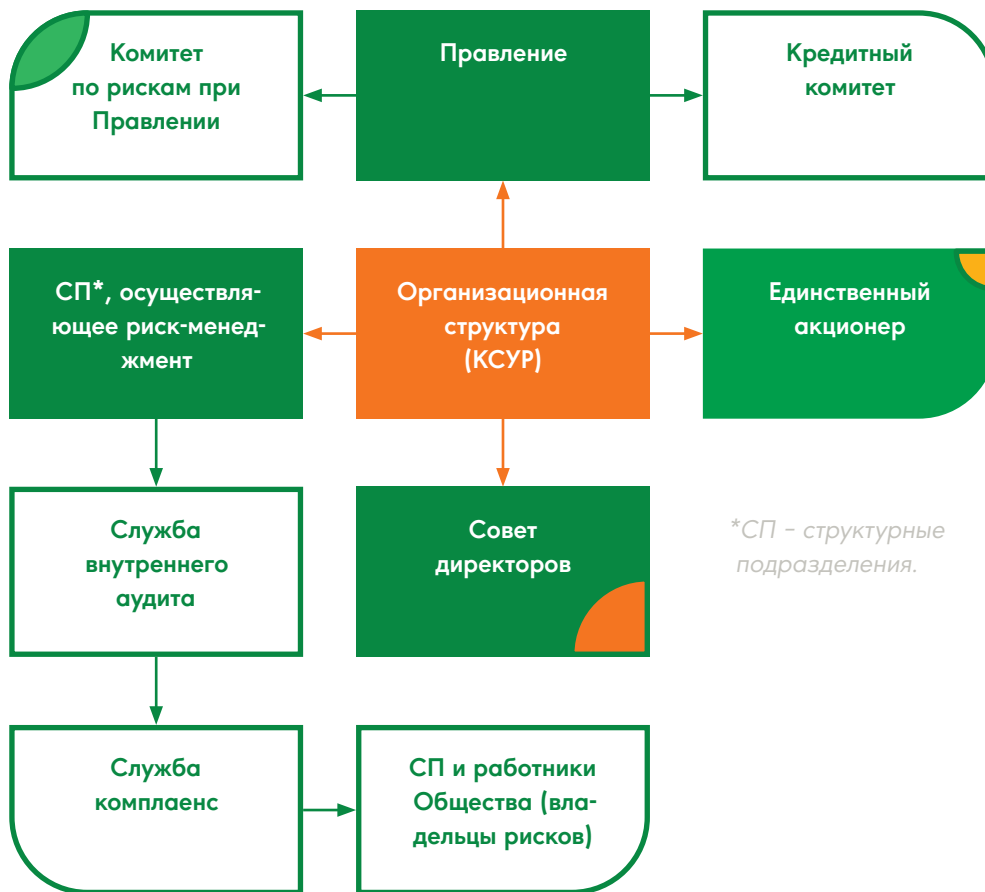 Комитет
по рискам при
Правлении
Правление
Кредитный
комитет
СП*, осуществля-
ющее риск-менед-
жмент
Организационная
структура
(КСУР)
Единственный
акционер
Служба
внутреннего
аудита
Совет
директоров
*СП – структурные
подразделения.
Служба
комплаенс
СП и работники
Общества (вла-
дельцы рисков)